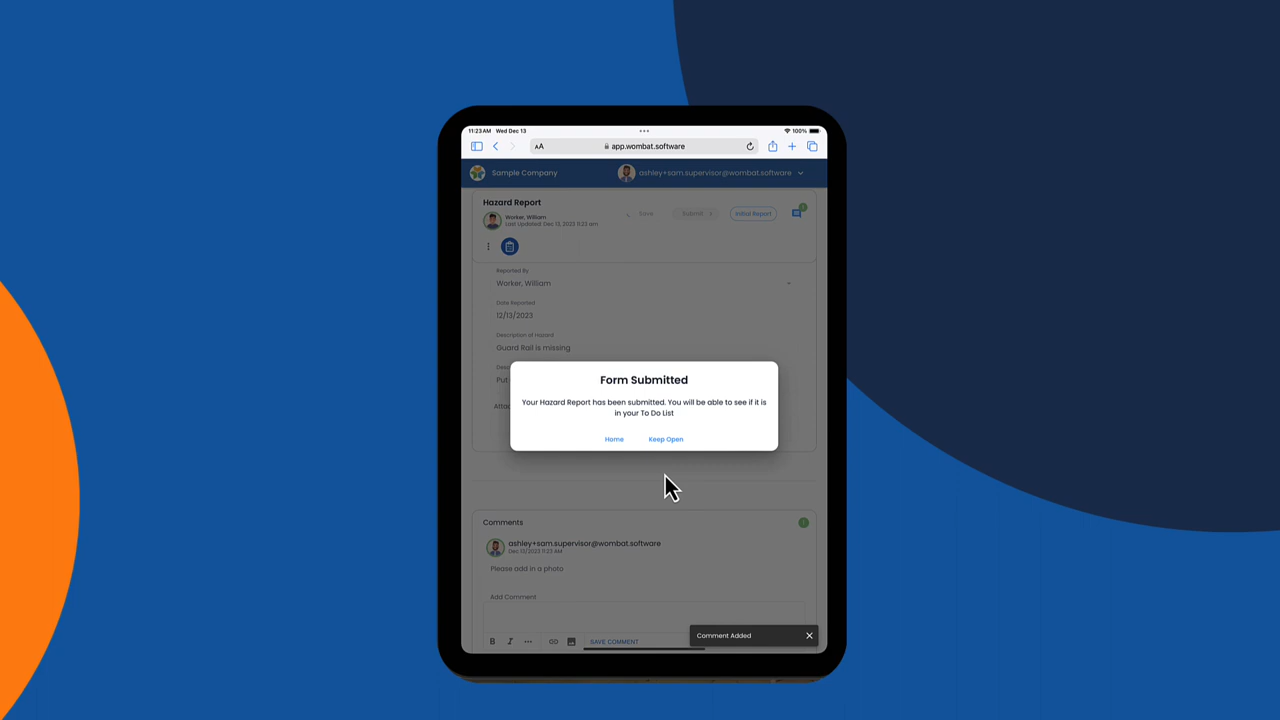 11:23 AM Wed Dec 13
100%
AA
app.wombat.software
Sample Company
ashley+sam.supervisor@wombat.software
Hazard Report
Worker, William
Last Updated: Dec 13, 2023 11:23 am
Save
Submit
Initial Report
1
Reported By
Worker, William
Date Reported
12/13/2023
Description of Hazard
Guard Rail is missing
Desc
Put
Attac
Form Submitted
Your Hazard Report has been submitted. You will be able to see if it is
in your To Do List
Home
Keep Open
Comments
1
ashley+sam.supervisor@wombat.software
Dec 13/2023 11:23 AM
Please add in a photo
Add Comment
B I
SAVE COMMENT
Comment Added